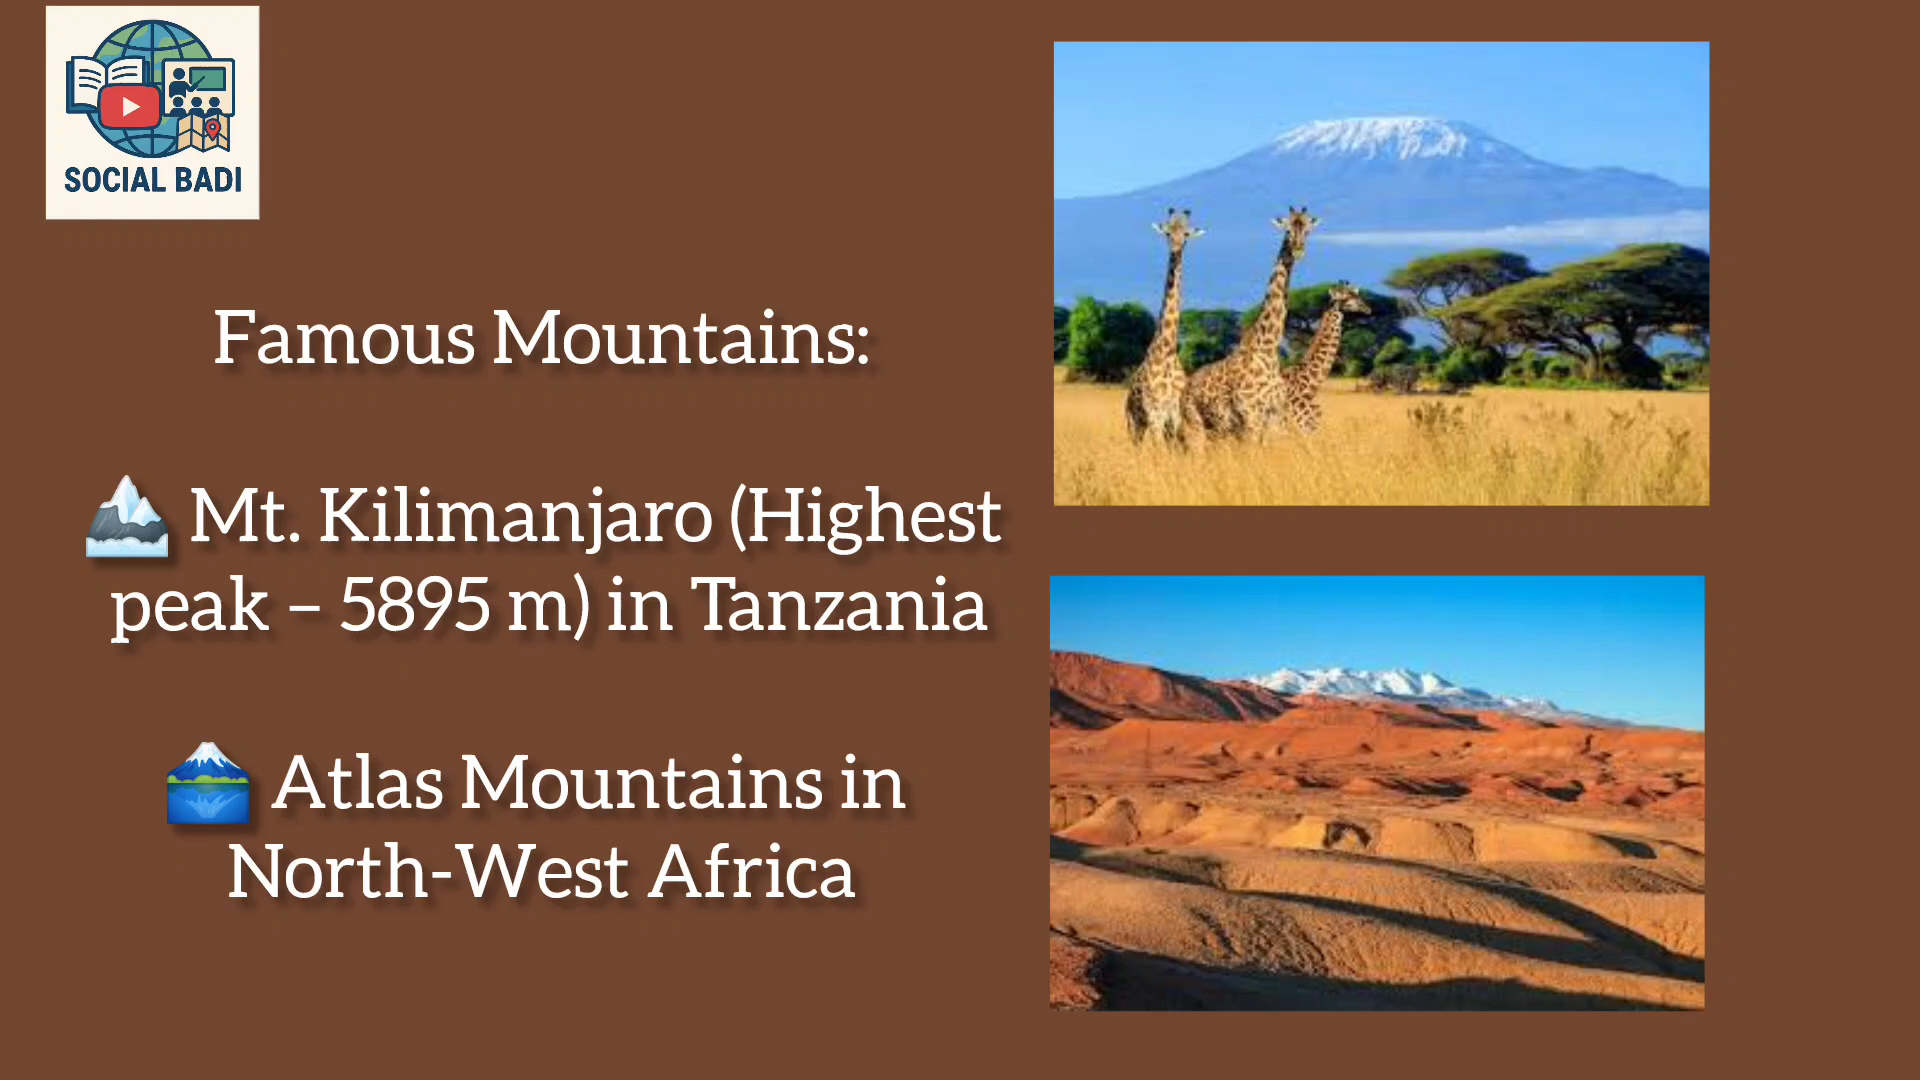 SOCIAL BADI
Famous Mountains:
🏔️ Mt. Kilimanjaro (Highest
peak – 5895 m) in Tanzania
🗻 Atlas Mountains in
North-West Africa